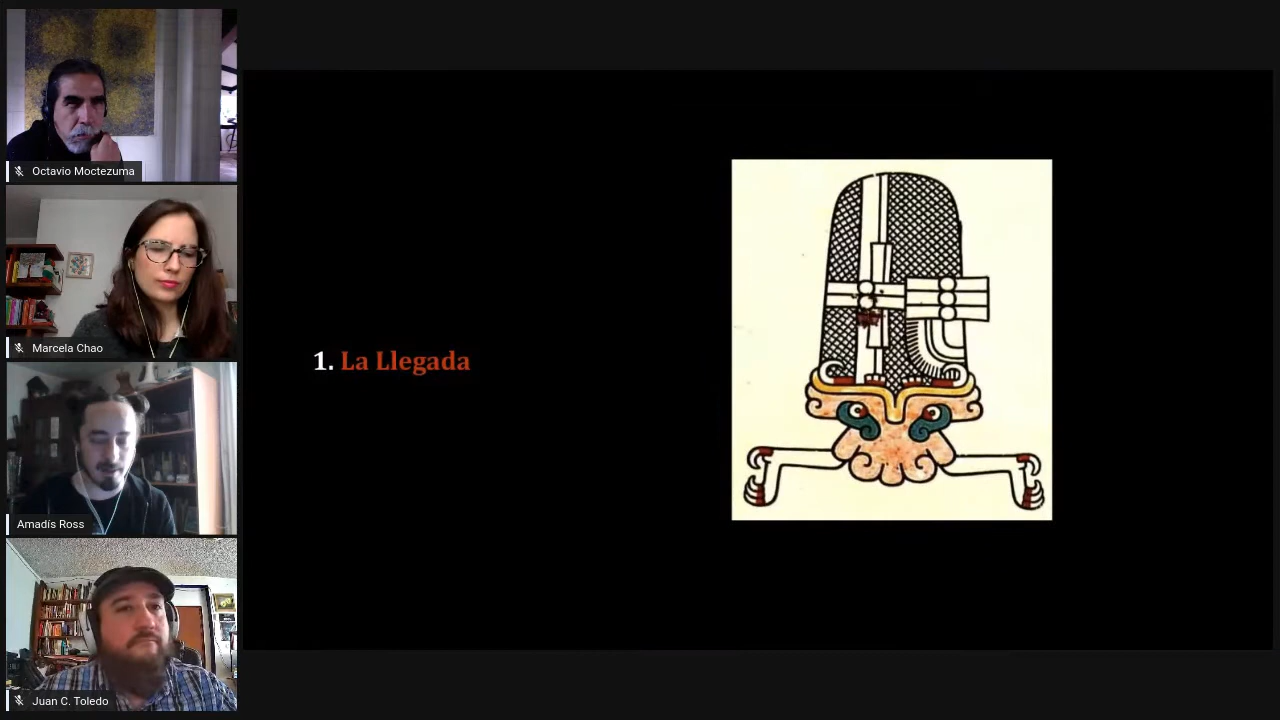 Octavio Moctezuma
Marcela Chao
Amadís Ross
Juan C. Toledo
1. La Llegada